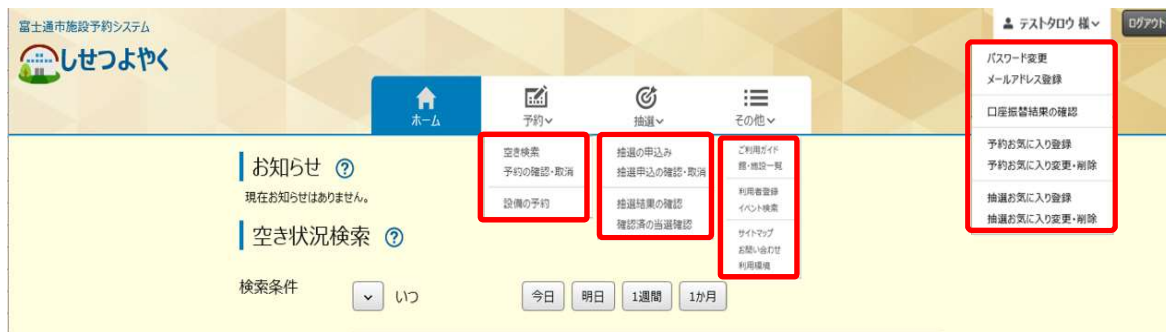 富士通市施設予約システム
しせつよやく
テストタロウ 様
ログアウト
パスワード変更
メールアドレス登録
口座振替結果の確認
予約お気に入り登録
予約お気に入り変更・削除
抽選お気に入り登録
抽選お気に入り変更・削除
ホーム
予約
抽選
その他
空き検索
予約の確認・取消
設備の予約
抽選の申込み
抽選申込の確認・取消
抽選結果の確認
確認済の当選確認
ご利用ガイド
館・施設一覧
利用者登録
イベント検索
サイトマップ
お問い合わせ
利用環境
お知らせ ?
現在お知らせはありません。
空き状況検索 ?
検索条件
いつ
今日 明日 1週間 1か月